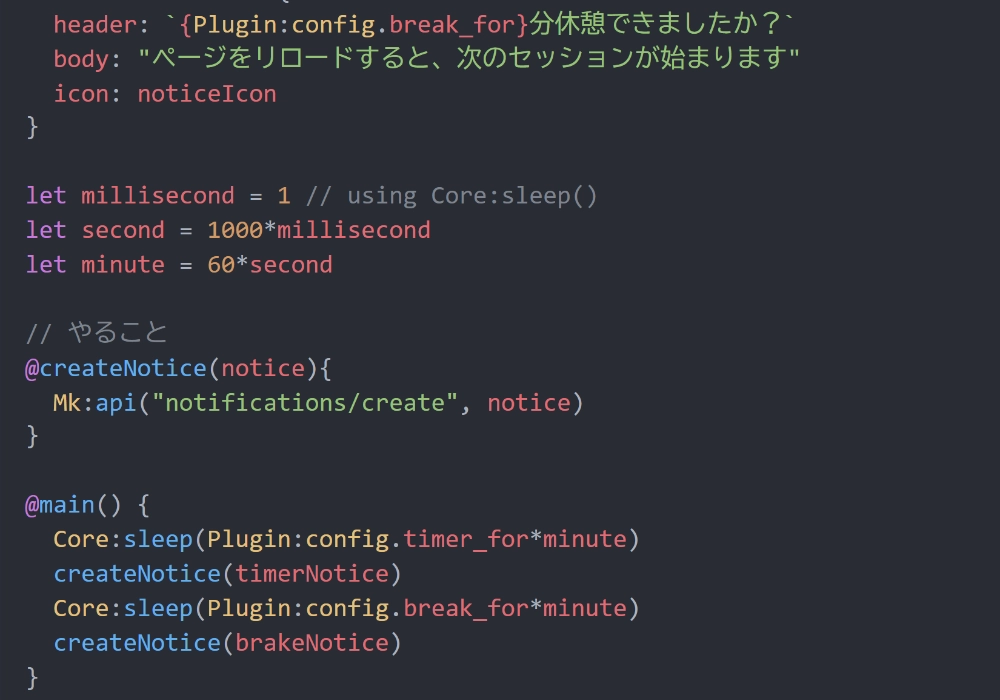 header: `{Plugin:config.break_for}分休憩できましたか？`
body: "ページをリロードすると、次のセッションが始まります"
icon: noticeIcon
}
let millisecond = 1 // using Core:sleep()
let second = 1000*millisecond
let minute = 60*second
// やること
@createNotice(notice){
Mk:api("notifications/create", notice)
}
@main() {
Core:sleep(Plugin:config.timer_for*minute)
createNotice(timerNotice)
Core:sleep(Plugin:config.break_for*minute)
createNotice(brakeNotice)
}